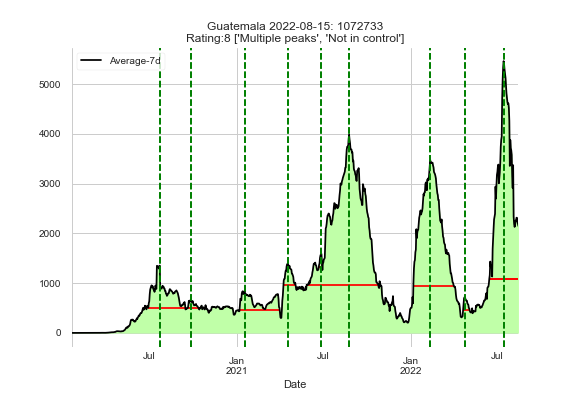 Guatemala 2022-08-15: 1072733
Rating:8 ['Multiple peaks', 'Not in control']
Average-7d
5000
4000
3000
2000
1000
0
Jul
Jan
2021
Jul
Jan
2022
Jul
Date